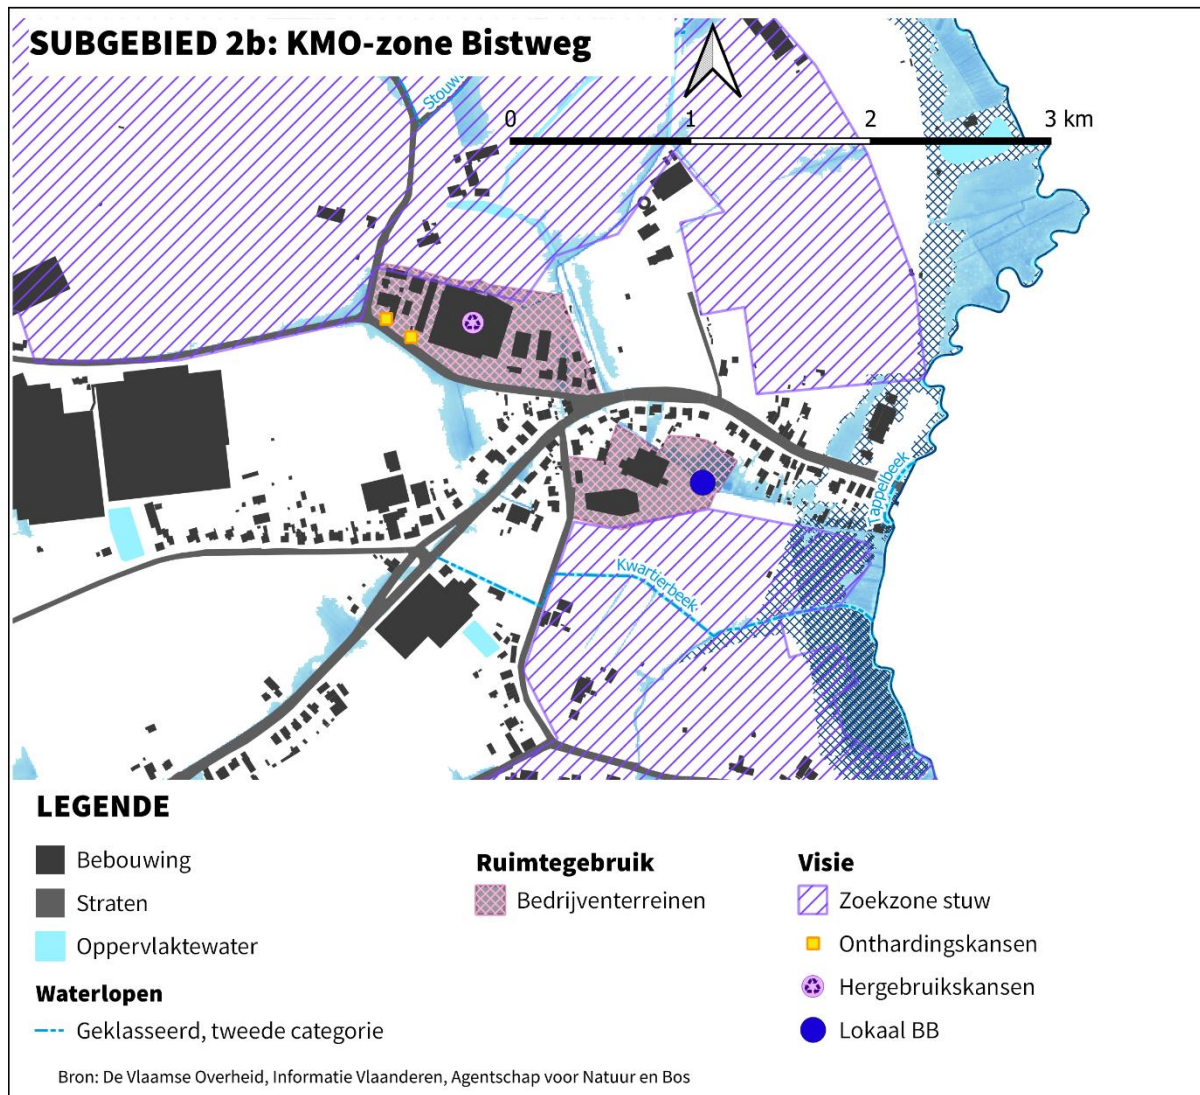 SUBGEBIED 2b: KMO-zone Bistweg
Stouw
0 1 2 3 km
Tappelbeek
Kwartierbeek
LEGENDE
Bebouwing
Straten
Oppervlaktewater
Waterlopen
Geklasseerd, tweede categorie
Ruimtegebruik
Bedrijventerreinen
Visie
Zoekzone stuw
Onthardingskansen
Hergebruikskansen
Lokaal BB
Bron: De Vlaamse Overheid, Informatie Vlaanderen, Agentschap voor Natuur en Bos